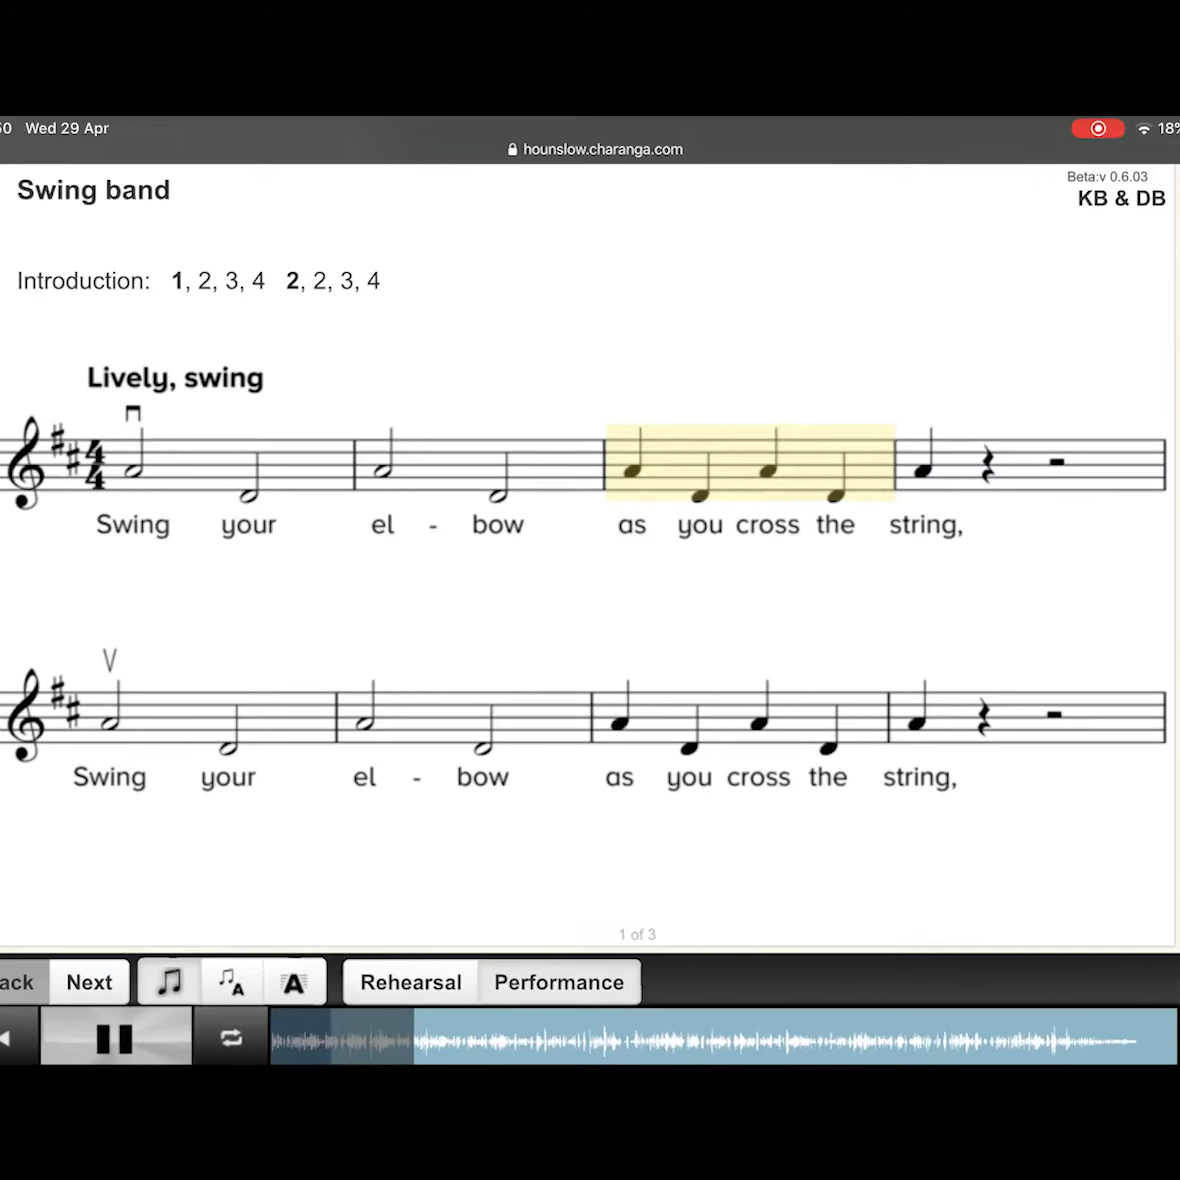 50 Wed 29 Apr
18%
hounslow.charanga.com
Beta:v 0.6.03
Swing band
KB & DB
Introduction: 1, 2, 3, 4 2, 2, 3, 4
Lively, swing
4
4
Swing your el - bow as you cross the string,
Swing your el - bow as you cross the string,
1 of 3
ack Next A A Rehearsal Performance